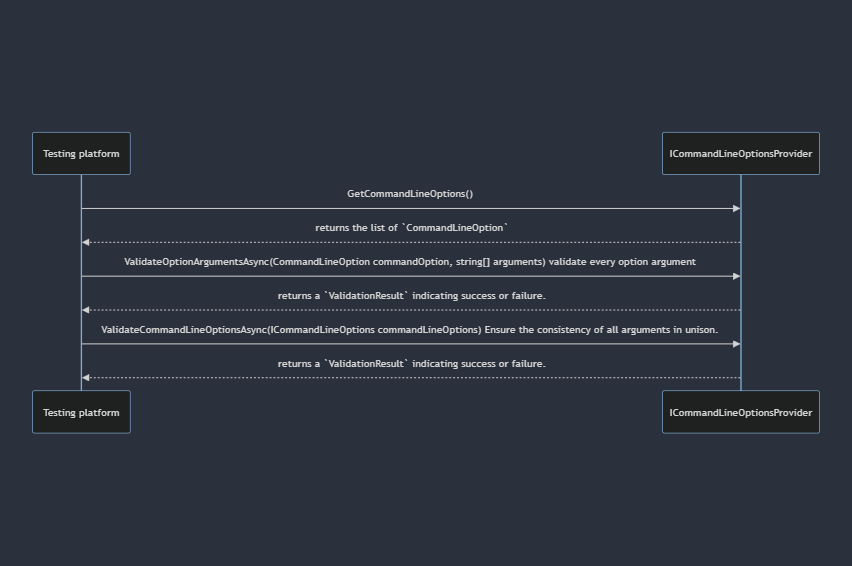 Testing platform
ICommandLineOptionsProvider
GetCommandLineOptions()
returns the list of `CommandLineOption`
ValidateOptionArgumentsAsync(CommandLineOption commandOption, string[] arguments) validate every option argument
returns a `ValidationResult` indicating success or failure.
ValidateCommandLineOptionsAsync(ICommandLineOptions commandLineOptions) Ensure the consistency of all arguments in unison.
returns a `ValidationResult` indicating success or failure.
Testing platform
ICommandLineOptionsProvider